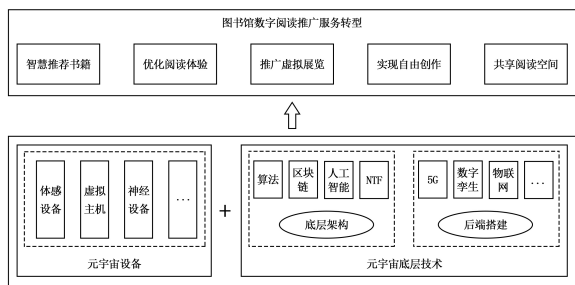 图书馆数字阅读推广服务转型
智慧推荐书籍
优化阅读体验
推广虚拟展览
实现自由创作
共享阅读空间
体感
设备
虚拟
主机
神经
设备
...
元宇宙设备
+
算法
区块
链
人工
智能
NTF
底层架构
5G
数字
孪生
物联
网
...
后端搭建
元宇宙底层技术